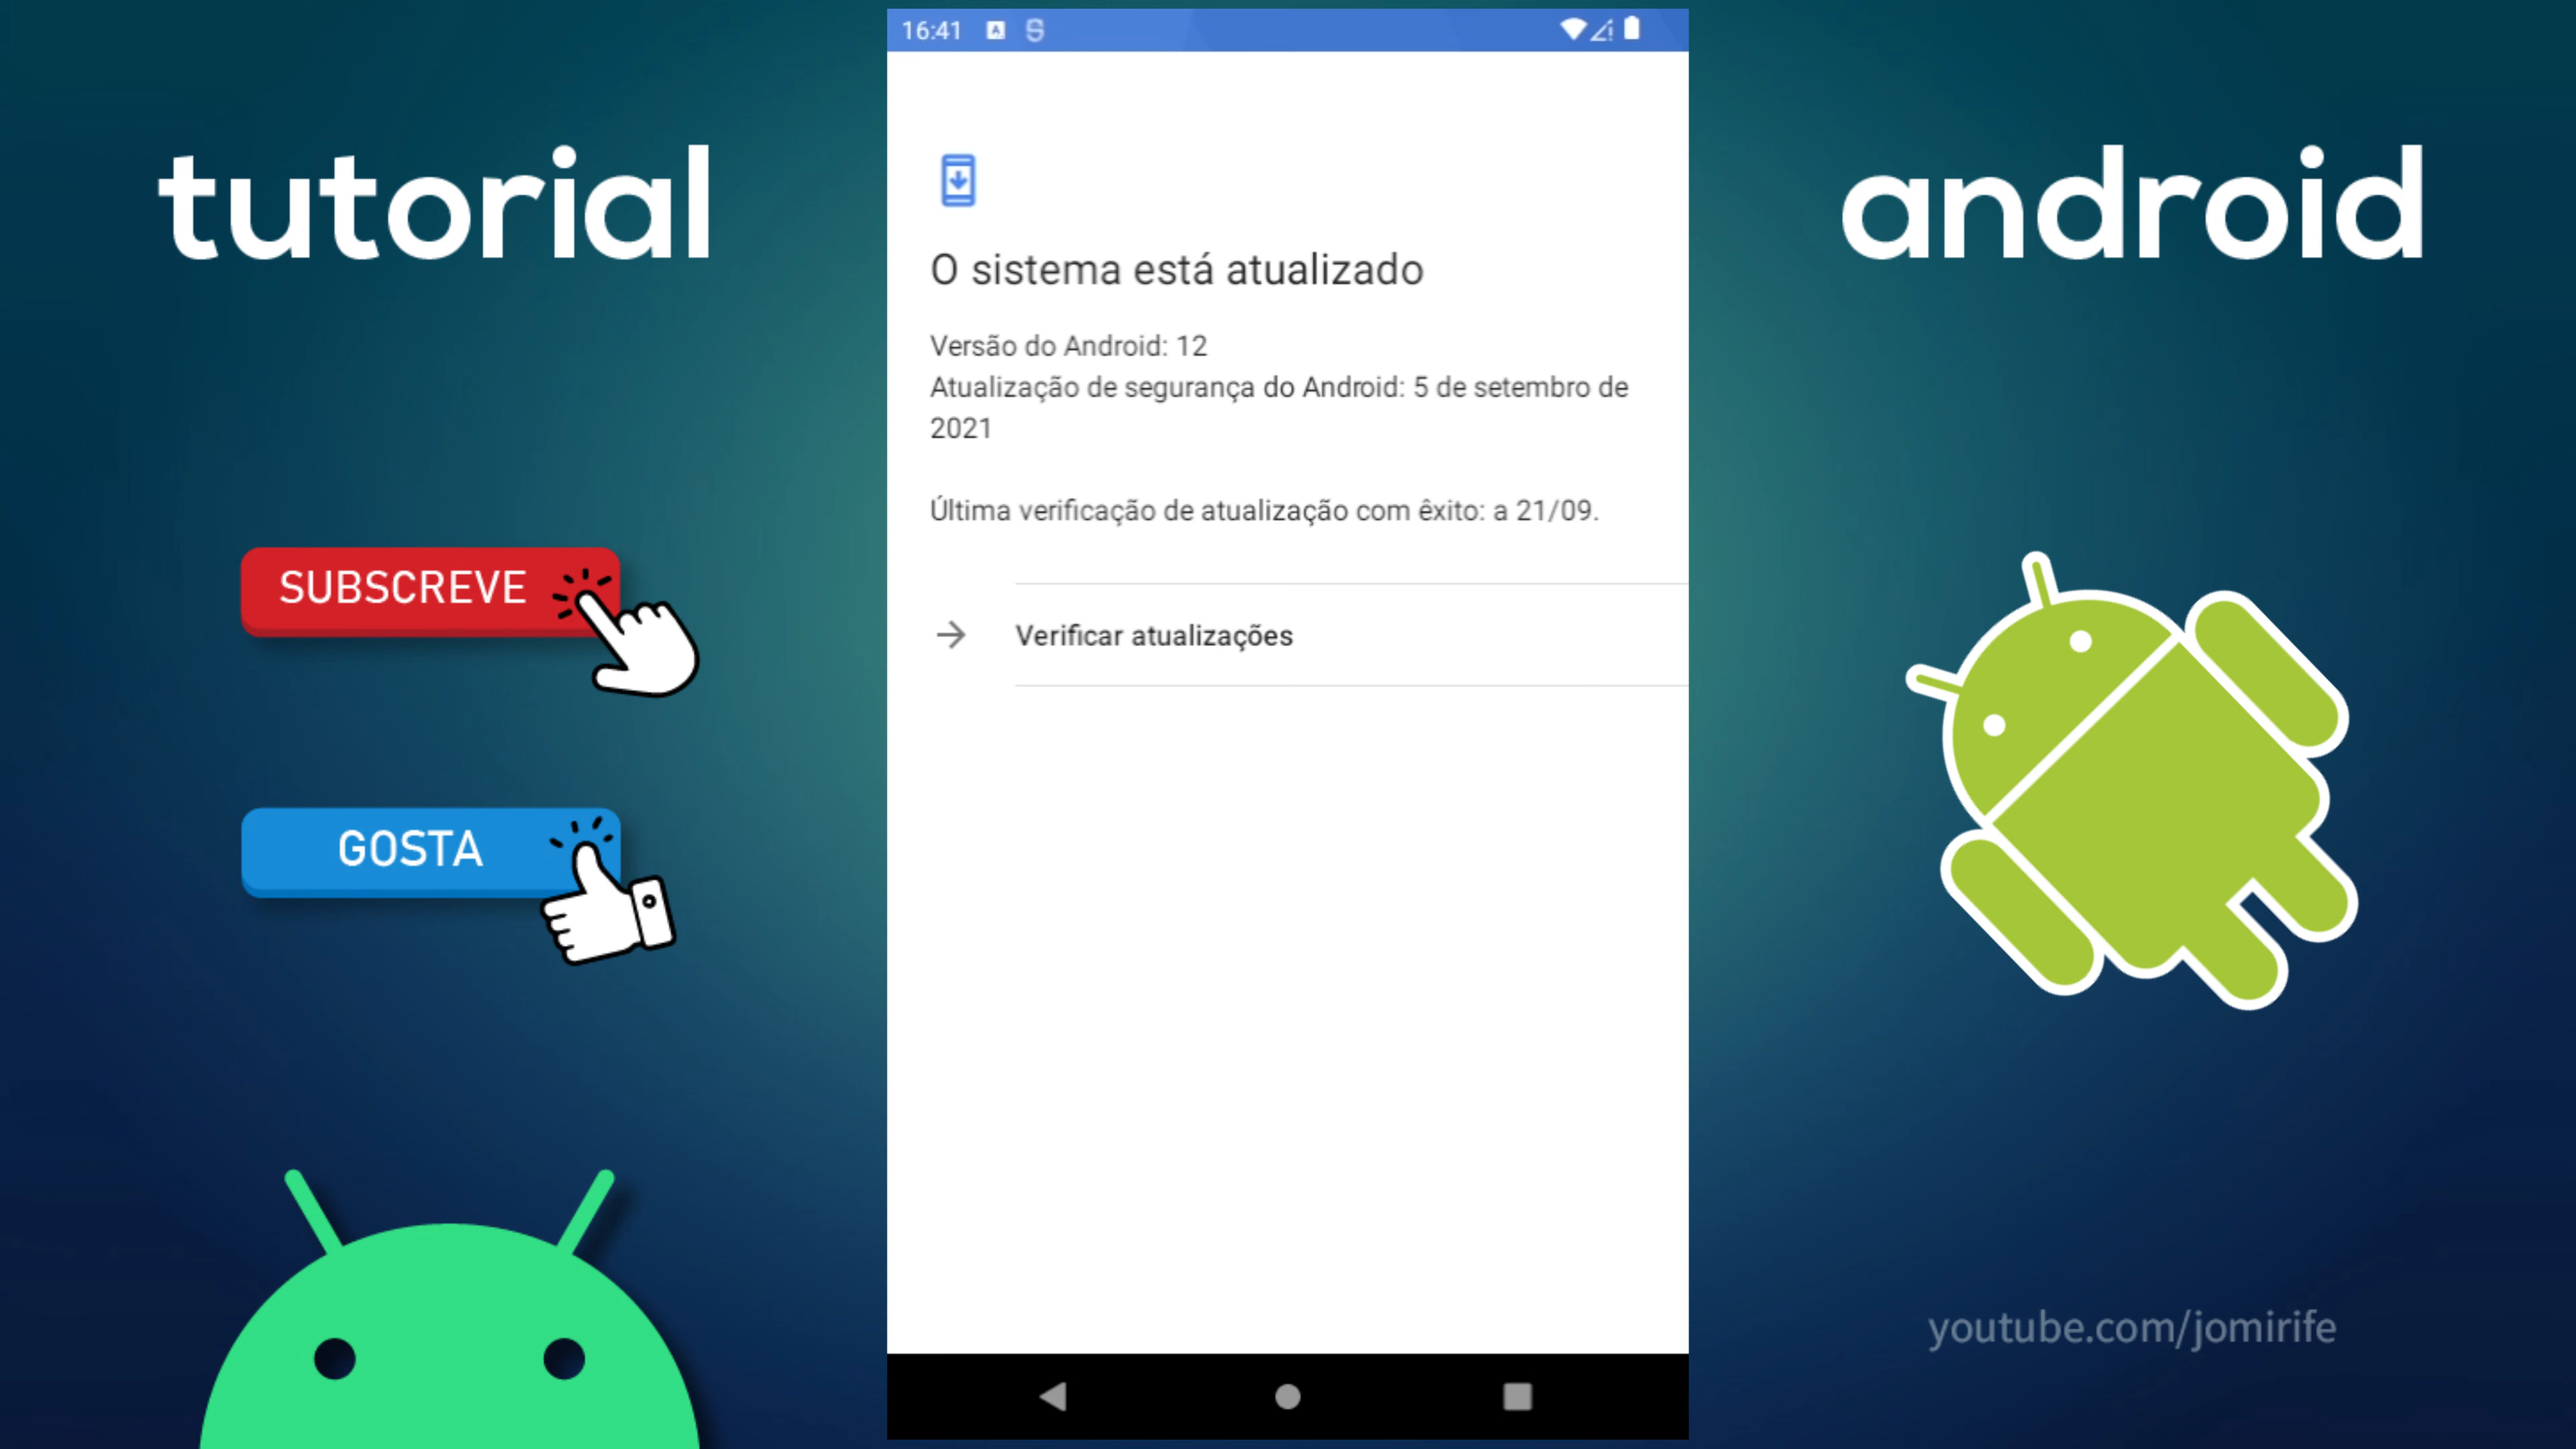 tutorial
SUBSCREVE
GOSTA
16:41
O sistema está atualizado
Versão do Android: 12
Atualização de segurança do Android: 5 de setembro de
2021
Última verificação de atualização com êxito: a 21/09.
Verificar atualizações
android
youtube.com/jomirife